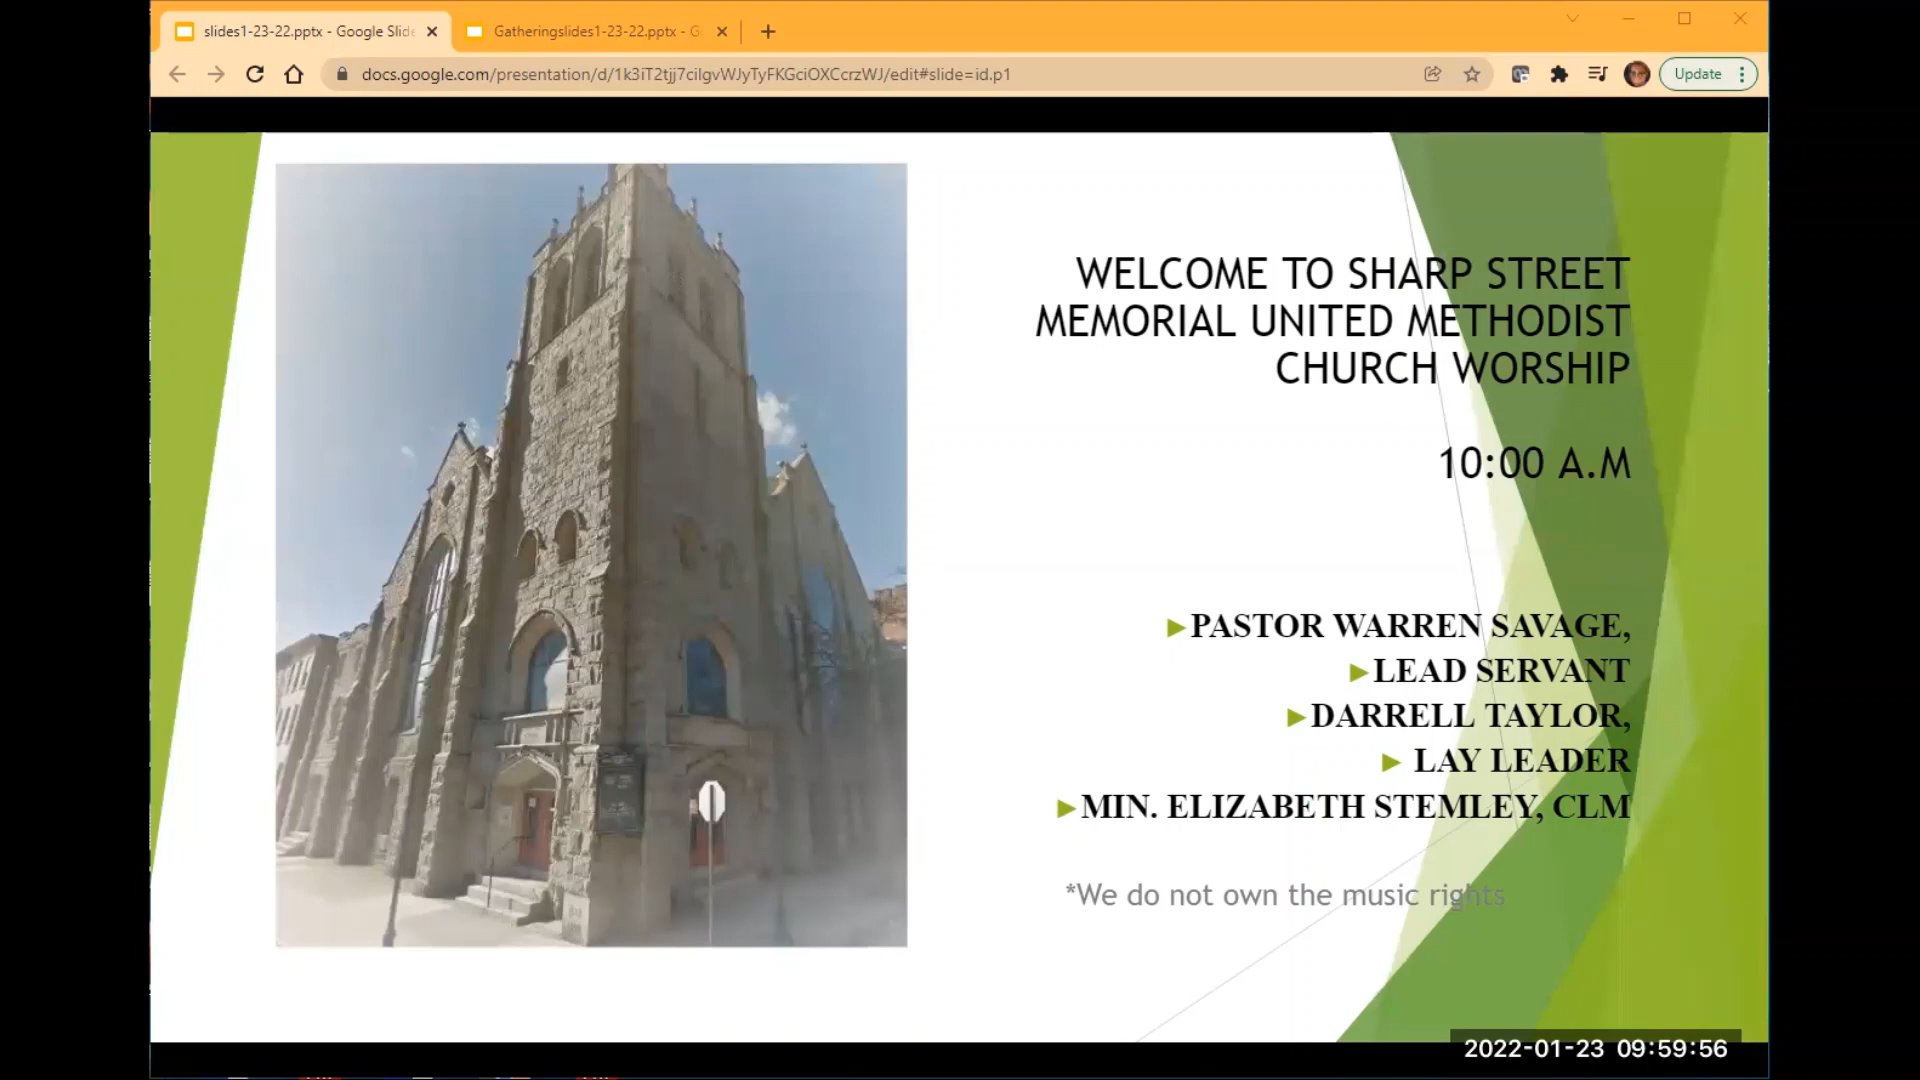 slides1-23-22.pptx - Google Slide
Gatheringslides1-23-22.pptx - G
docs.google.com/presentation/d/1k3iT2tjj7cilgvWJyTyFKGciOXCcrzWJ/edit#slide=id.p1
Update
WELCOME TO SHARP STREET
MEMORIAL UNITED METHODIST
CHURCH WORSHIP
10:00 A.M
PASTOR WARREN SAVAGE,
LEAD SERVANT
DARRELL TAYLOR,
LAY LEADER
MIN. ELIZABETH STEMLEY, CLM
*We do not own the music rights
2022-01-23 09:59:56